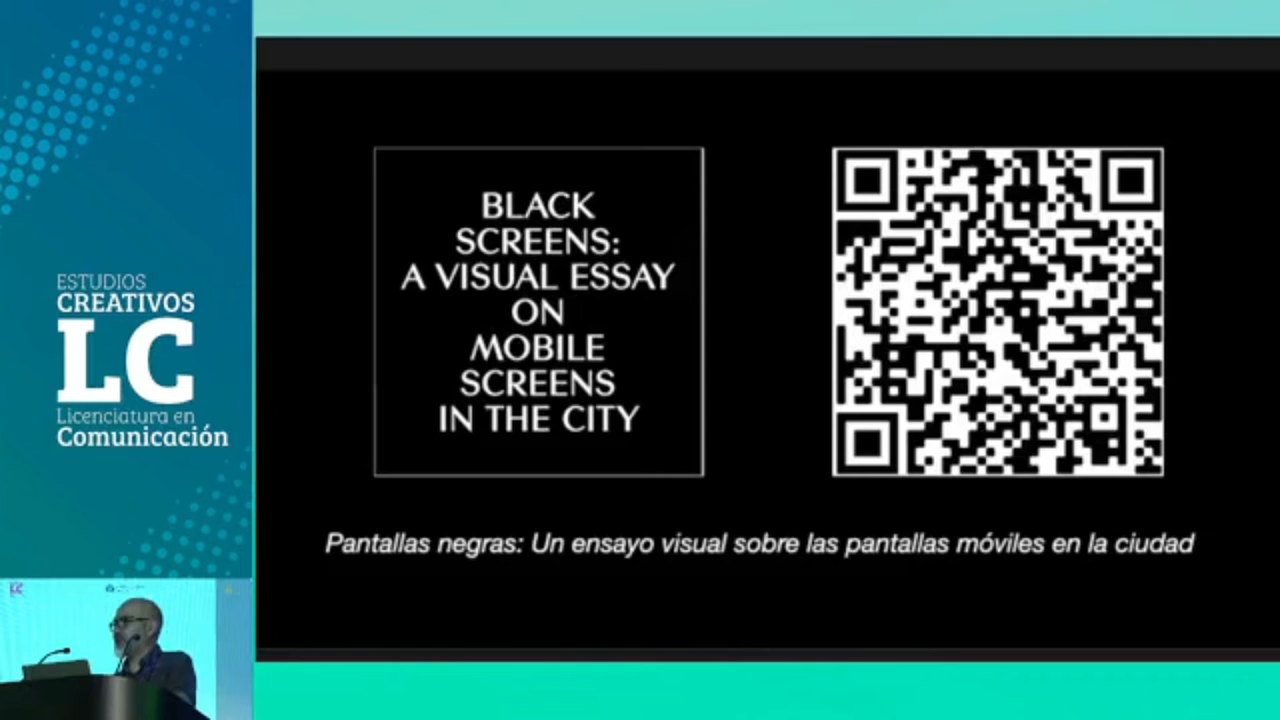 ESTUDIOS
CREATIVOS
LC
Licenciatura en
Comunicación
BLACK
SCREENS:
A VISUAL ESSAY
ON
MOBILE
SCREENS
IN THE CITY
Pantallas negras: Un ensayo visual sobre las pantallas móviles en la ciudad
LC